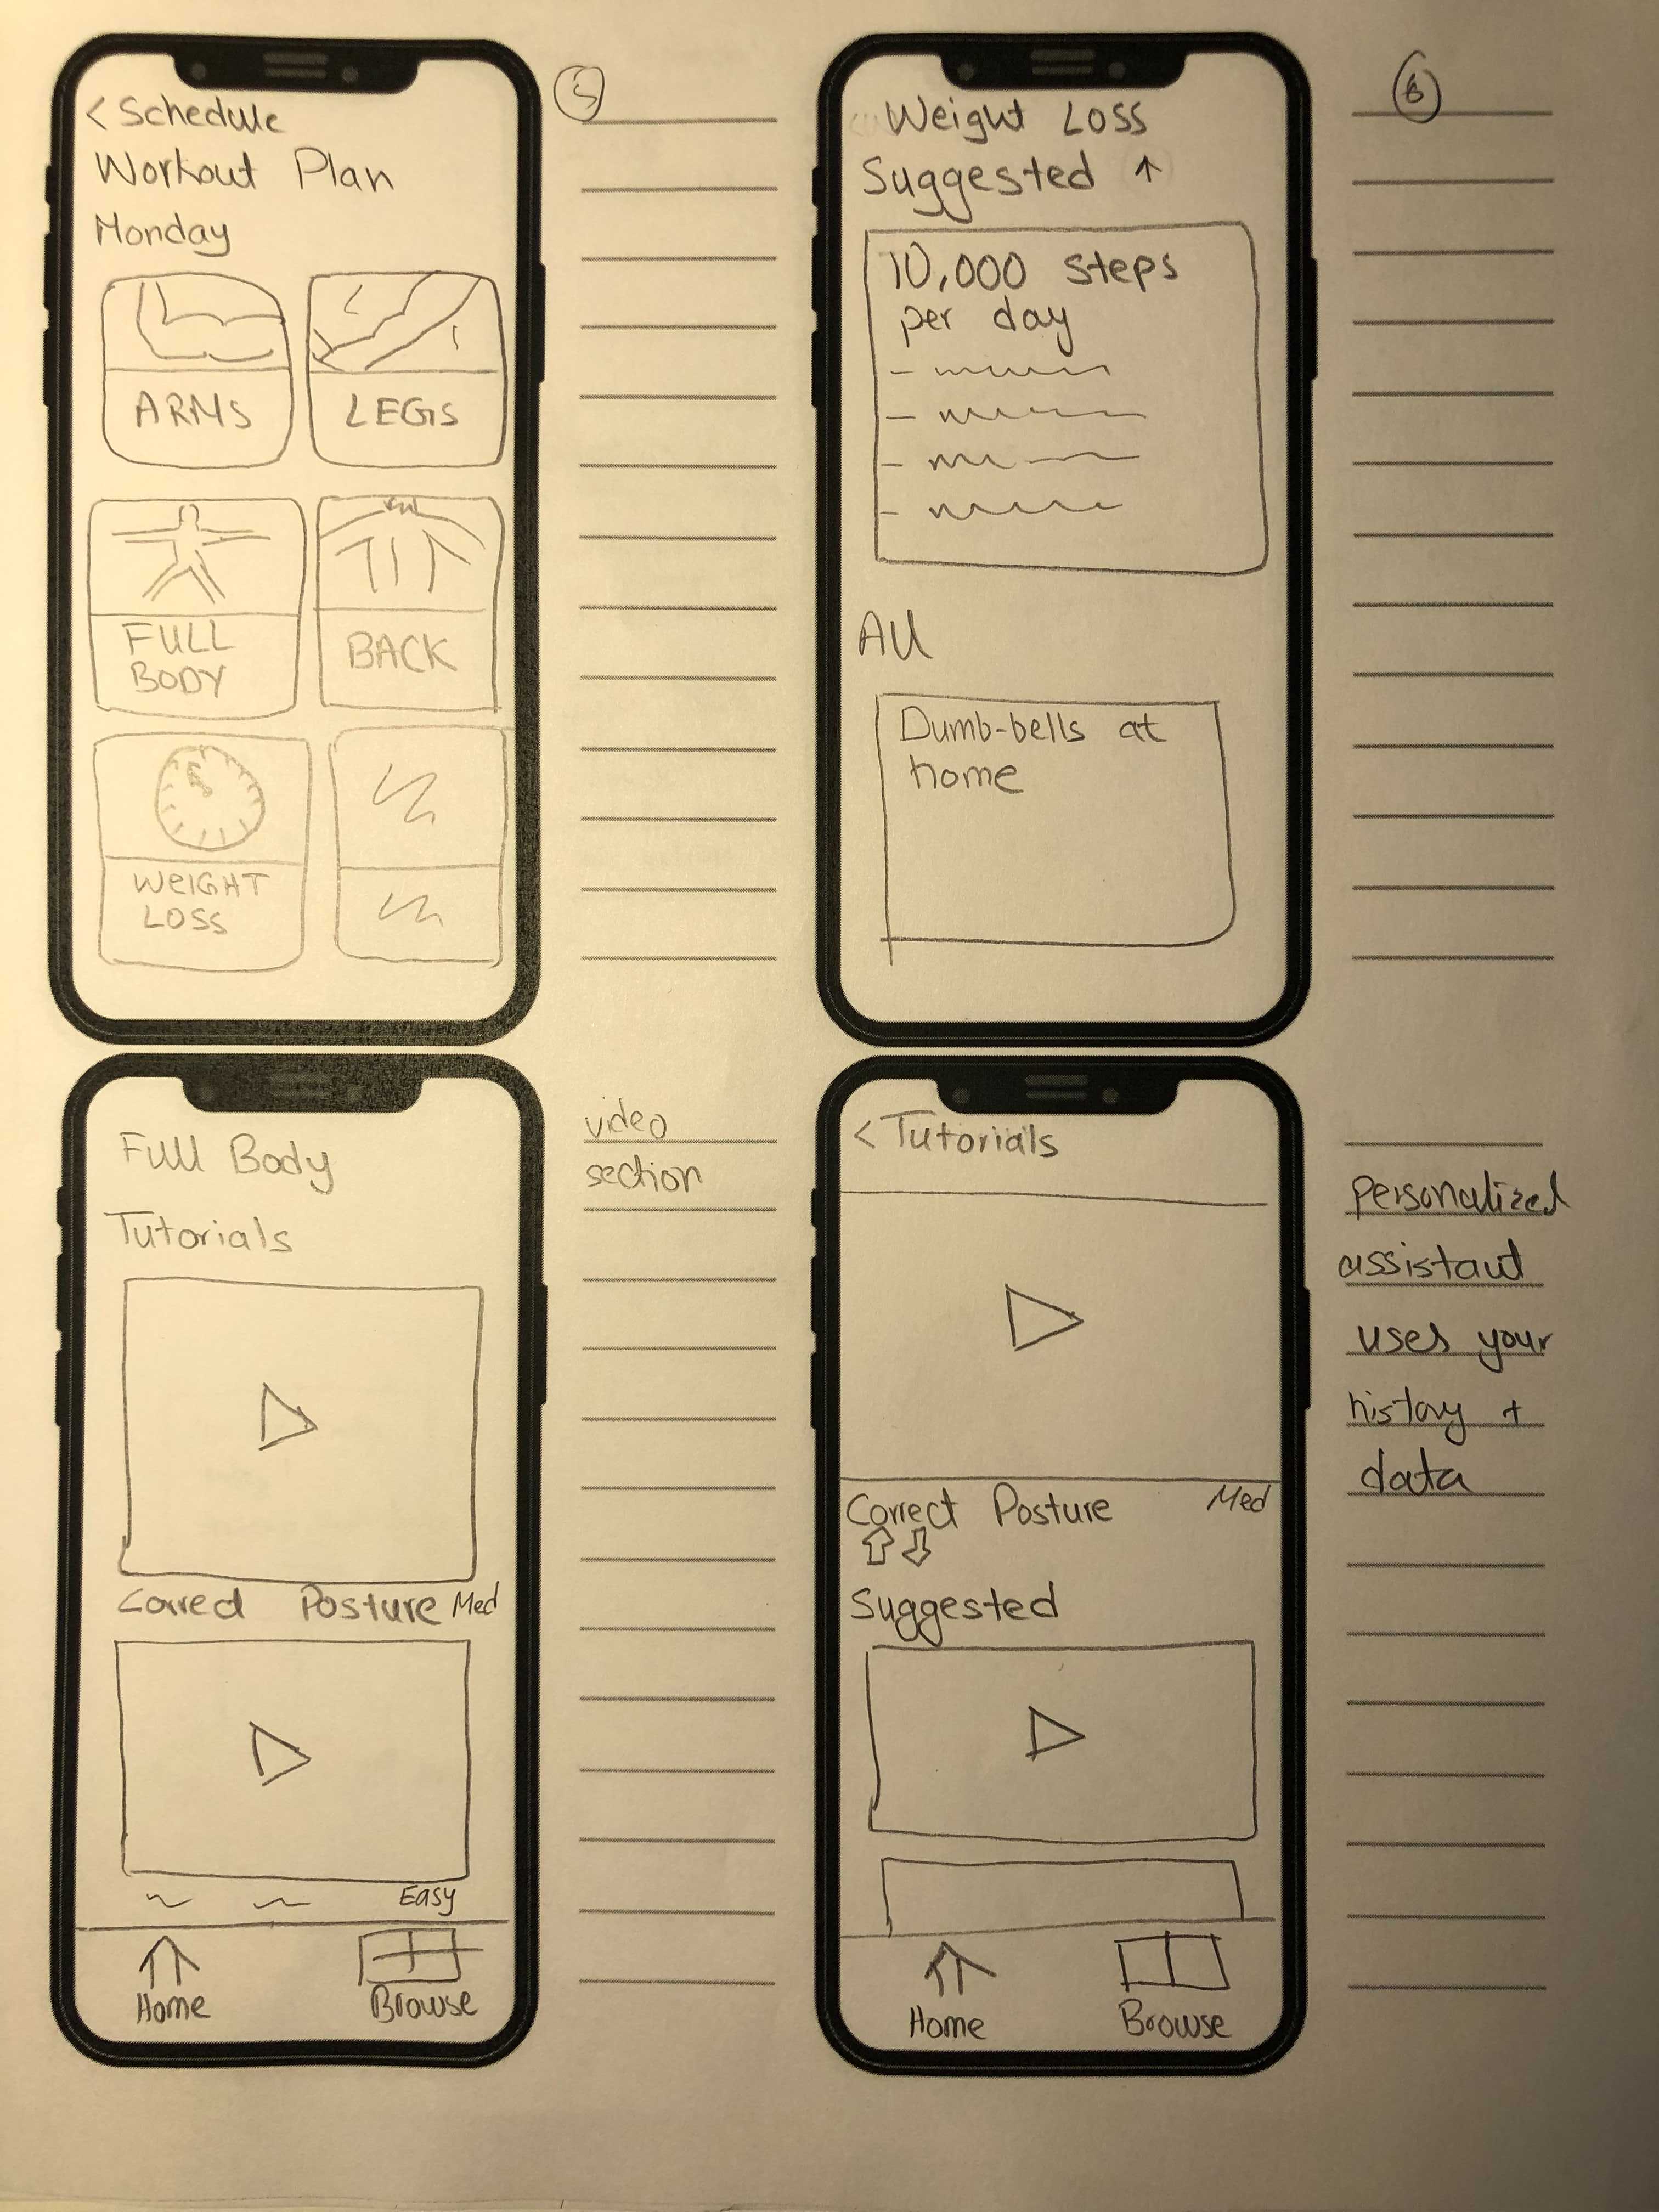 < Schedule
Workout Plan
Monday
ARMS
LEGS
FULL
BODY
BACK
WEIGHT
LOSS
5
Weight Loss
Suggested ↑
10,000 steps
per day
All
Dumb-bells at
home
6
Full Body
Tutorials
Correct Posture Med
Easy
Home
Browse
video
section
< Tutorials
Correct Posture Med
Suggested
Home
Browse
personalized
assistant
uses your
history +
data